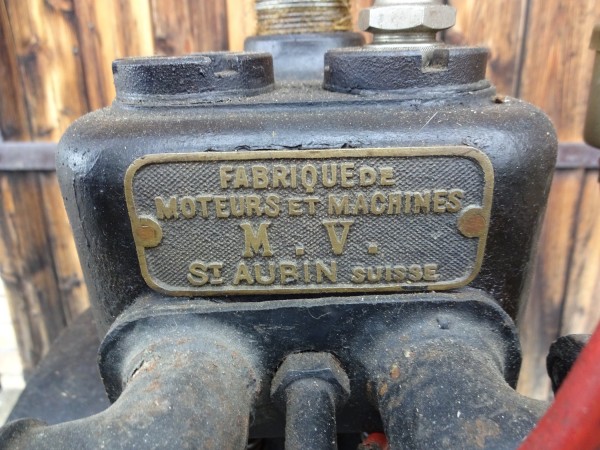 FABRIQUE DE
MOTEURS ET MACHINES
M. V.
ST AUBIN SUISSE